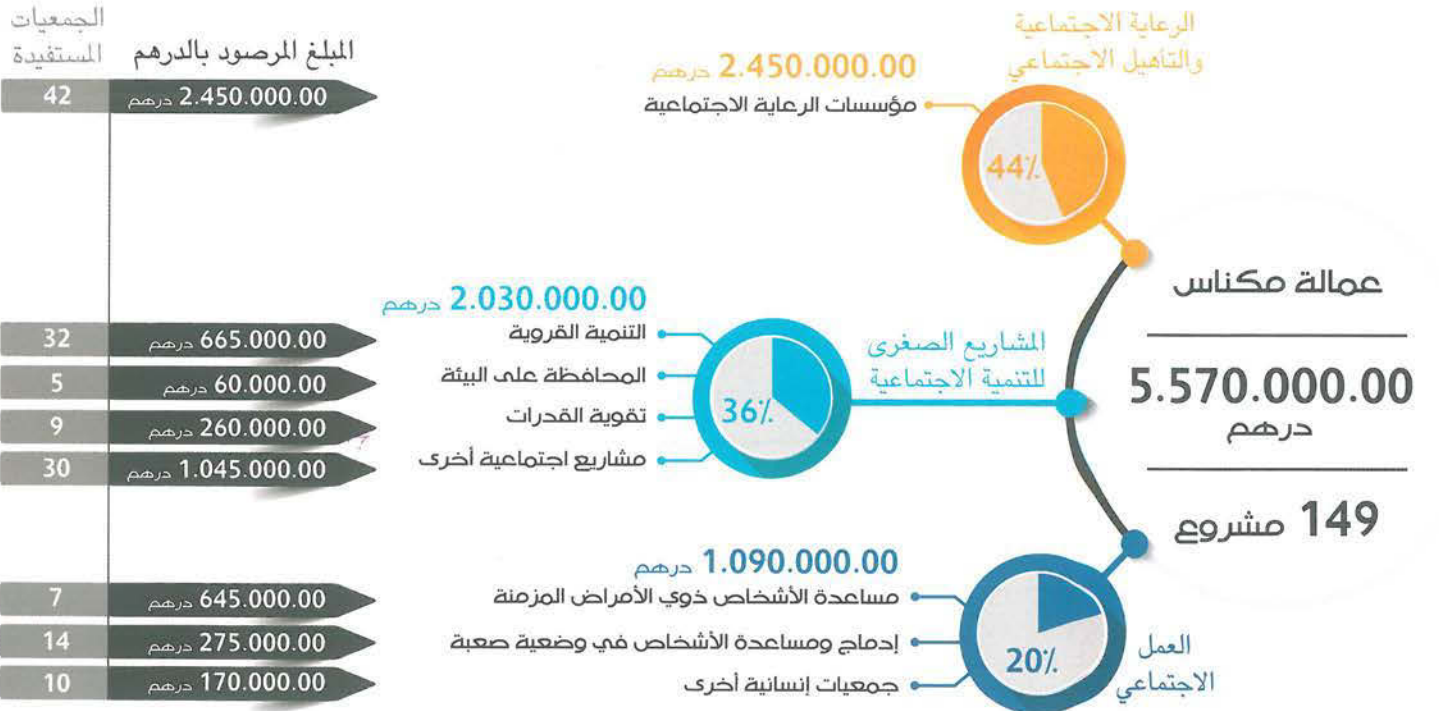 عمالة مكناس
5.570.000.00
درهم
149 مشروع
الرعاية الاجتماعية
والتأهيل الاجتماعي
44%
2.450.000.00 درهم
مؤسسات الرعاية الاجتماعية
المشاريع الصغرى
للتنمية الاجتماعية
36%
2.030.000.00 درهم
التنمية القروية
المحافظة على البيئة
تقوية القدرات
مشاريع اجتماعية أخرى
العمل
الاجتماعي
20%
1.090.000.00 درهم
مساعدة الأشخاص ذوي الأمراض المزمنة
إدماج ومساعدة الأشخاص في وضعية صعبة
جمعيات إنسانية أخرى
المبلغ المرصود بالدرهم
2.450.000.00 درهم
665.000.00 درهم
60.000.00 درهم
260.000.00 درهم
1.045.000.00 درهم
645.000.00 درهم
275.000.00 درهم
170.000.00 درهم
الجمعيات
المستفيدة
42
32
5
9
30
7
14
10